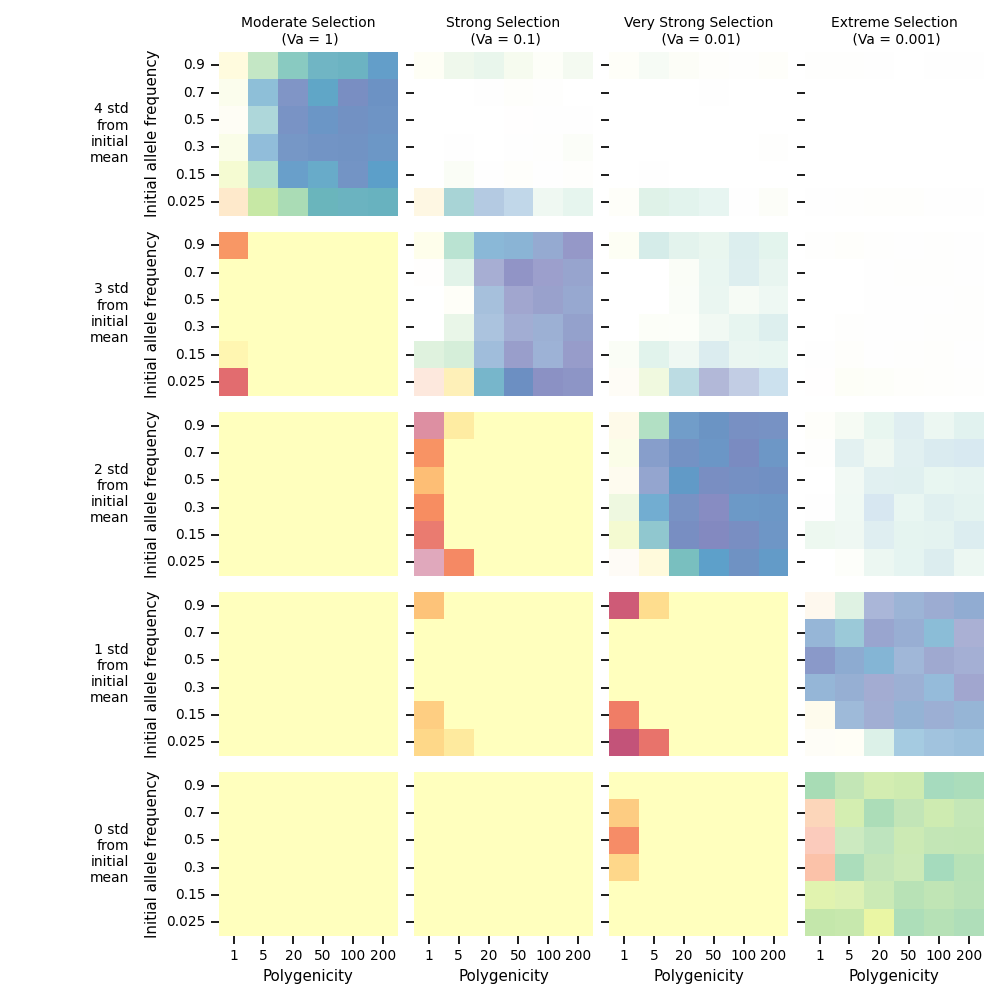 Moderate Selection
(Va = 1)
Strong Selection
(Va = 0.1)
Very Strong Selection
(Va = 0.01)
Extreme Selection
(Va = 0.001)
4 std
from
initial
mean
Initial allele frequency
0.9
0.7
0.5
0.3
0.15
0.025
3 std
from
initial
mean
Initial allele frequency
0.9
0.7
0.5
0.3
0.15
0.025
2 std
from
initial
mean
Initial allele frequency
0.9
0.7
0.5
0.3
0.15
0.025
1 std
from
initial
mean
Initial allele frequency
0.9
0.7
0.5
0.3
0.15
0.025
0 std
from
initial
mean
Initial allele frequency
0.9
0.7
0.5
0.3
0.15
0.025
1 5 20 50 100 200
Polygenicity
1 5 20 50 100 200
Polygenicity
1 5 20 50 100 200
Polygenicity
1 5 20 50 100 200
Polygenicity